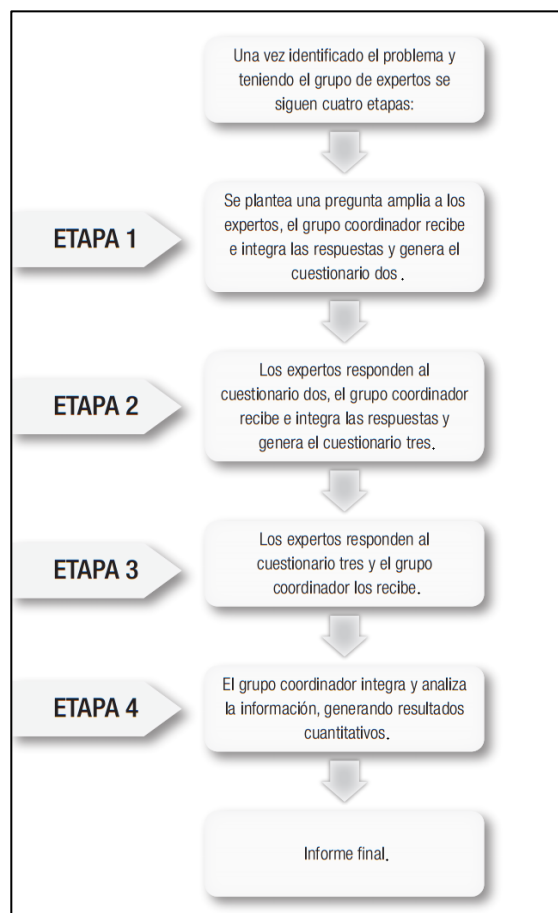 Una vez identificado el problema y
teniendo el grupo de expertos se
siguen cuatro etapas:
ETAPA 1
Se plantea una pregunta amplia a los
expertos, el grupo coordinador recibe
e integra las respuestas y genera el
cuestionario dos .
ETAPA 2
Los expertos responden al
cuestionario dos, el grupo coordinador
recibe e integra las respuestas y
genera el cuestionario tres.
ETAPA 3
Los expertos responden al
cuestionario tres y el grupo
coordinador los recibe.
ETAPA 4
El grupo coordinador integra y analiza
la información, generando resultados
cuantitativos.
Informe final.